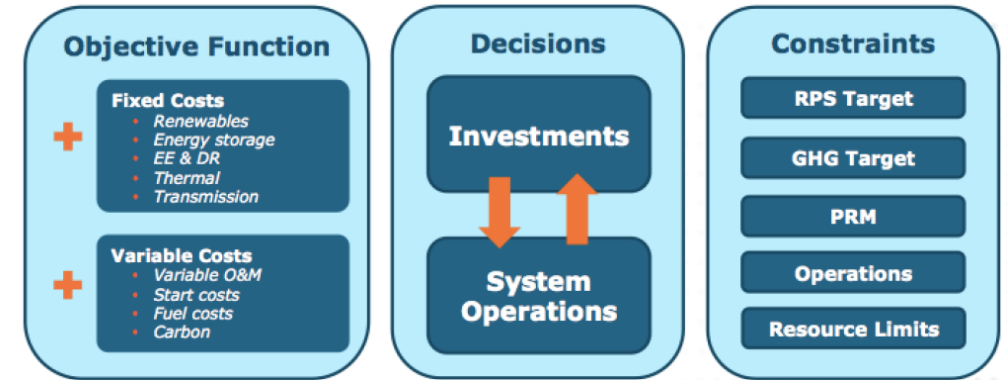 Objective Function
Fixed Costs
• Renewables
• Energy storage
• EE & DR
• Thermal
• Transmission
Variable Costs
• Variable O&M
• Start costs
• Fuel costs
• Carbon
Decisions
Investments
System
Operations
Constraints
RPS Target
GHG Target
PRM
Operations
Resource Limits